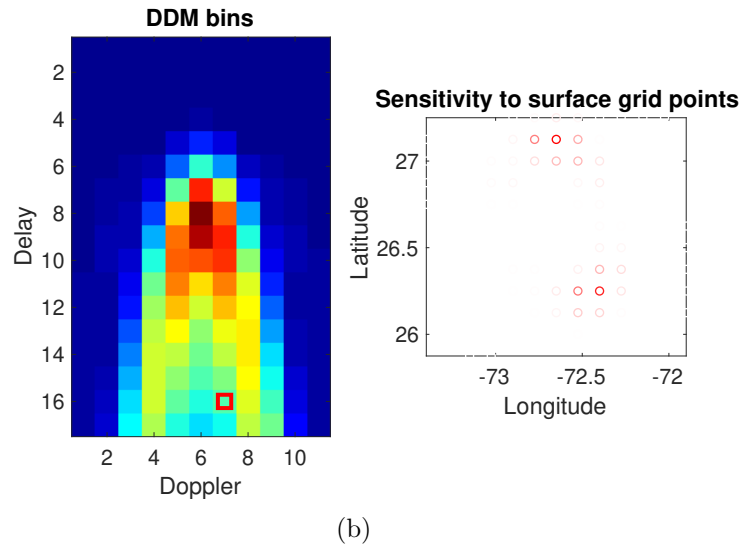 DDM bins
2
4
6
8
10
12
14
16
Delay
2 4 6 8 10
Doppler
Sensitivity to surface grid points
27
26.5
26
Latitude
-73 -72.5 -72
Longitude
(b)